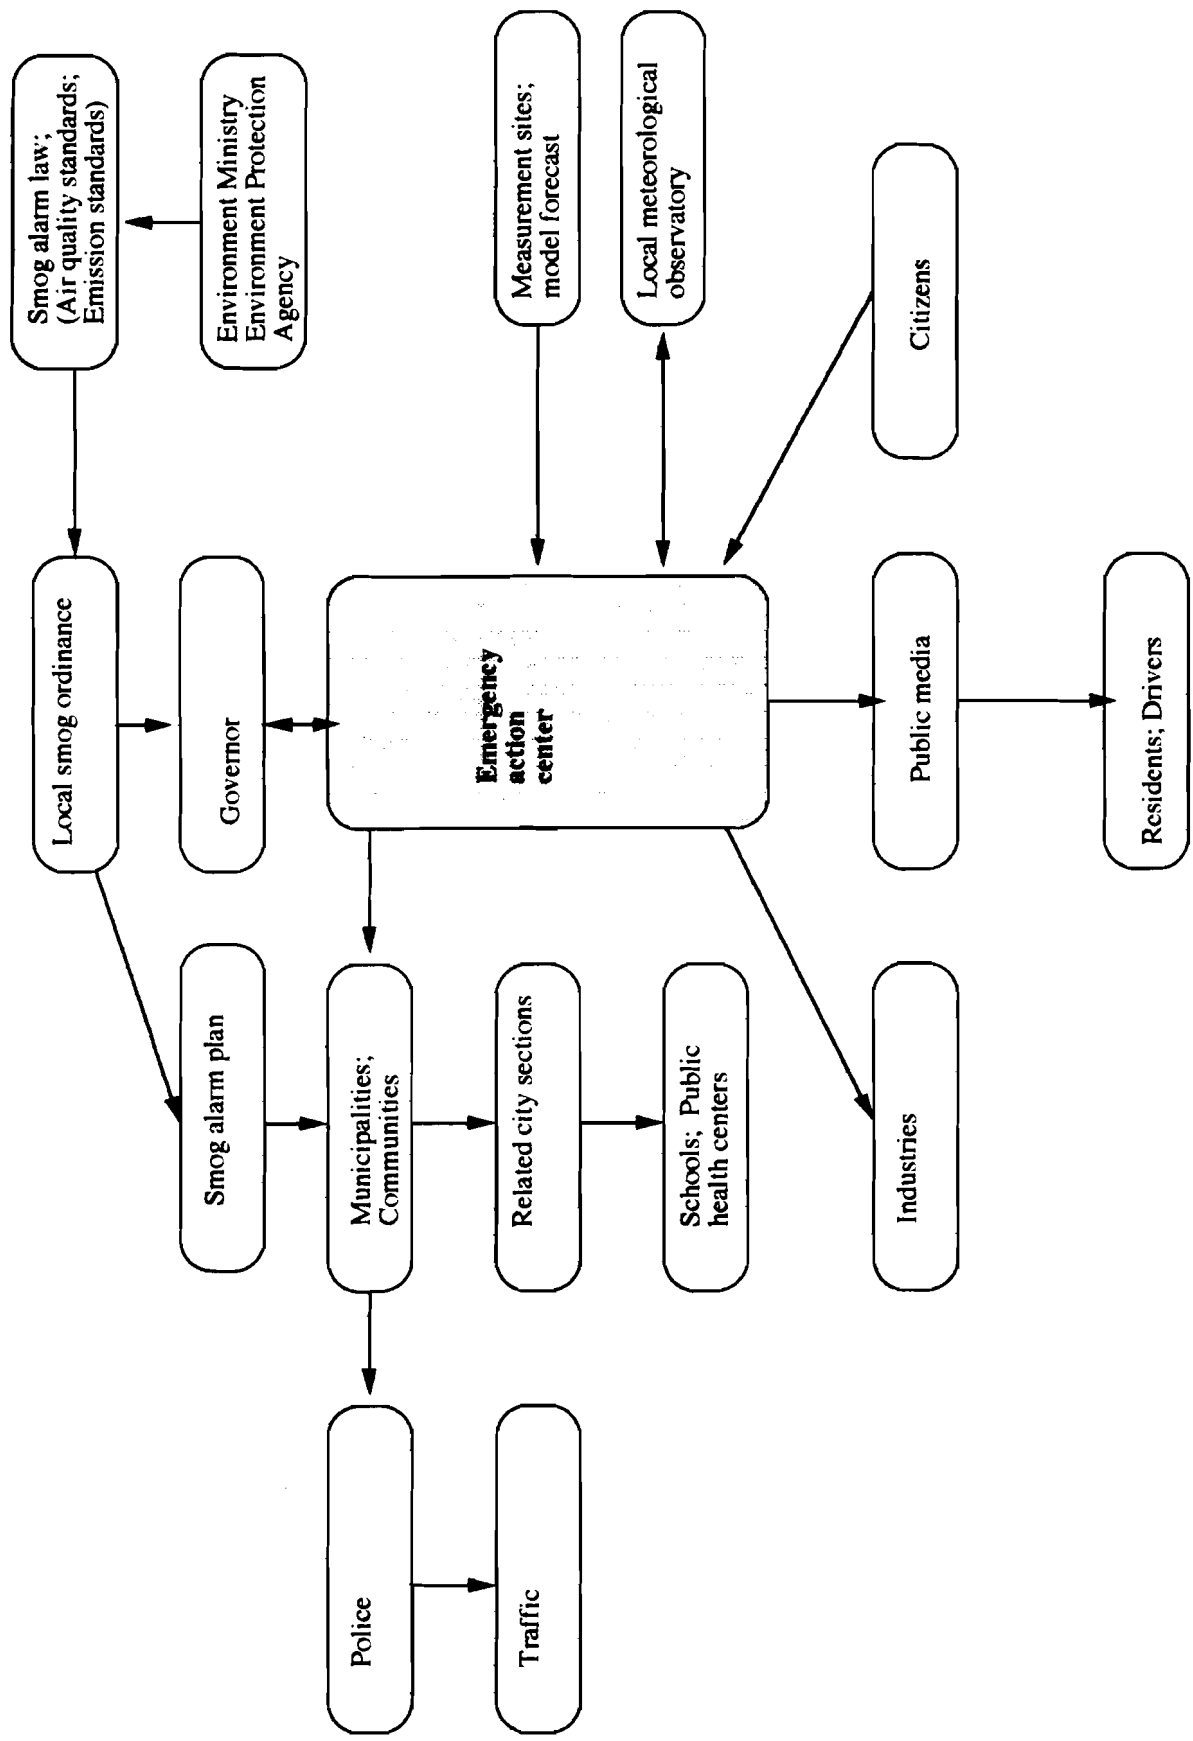 Smog alarm law;
(Air quality standards;
Emission standards)
Environment Ministry
Environment Protection
Agency
Local smog ordinance
Governor
Smog alarm plan
Measurement sites;
model forecast
Local meteorological
observatory
Citizens
Emergency
action
center
Municipalities;
Communities
Related city sections
Schools; Public
health centers
Police
Traffic
Industries
Public media
Residents; Drivers